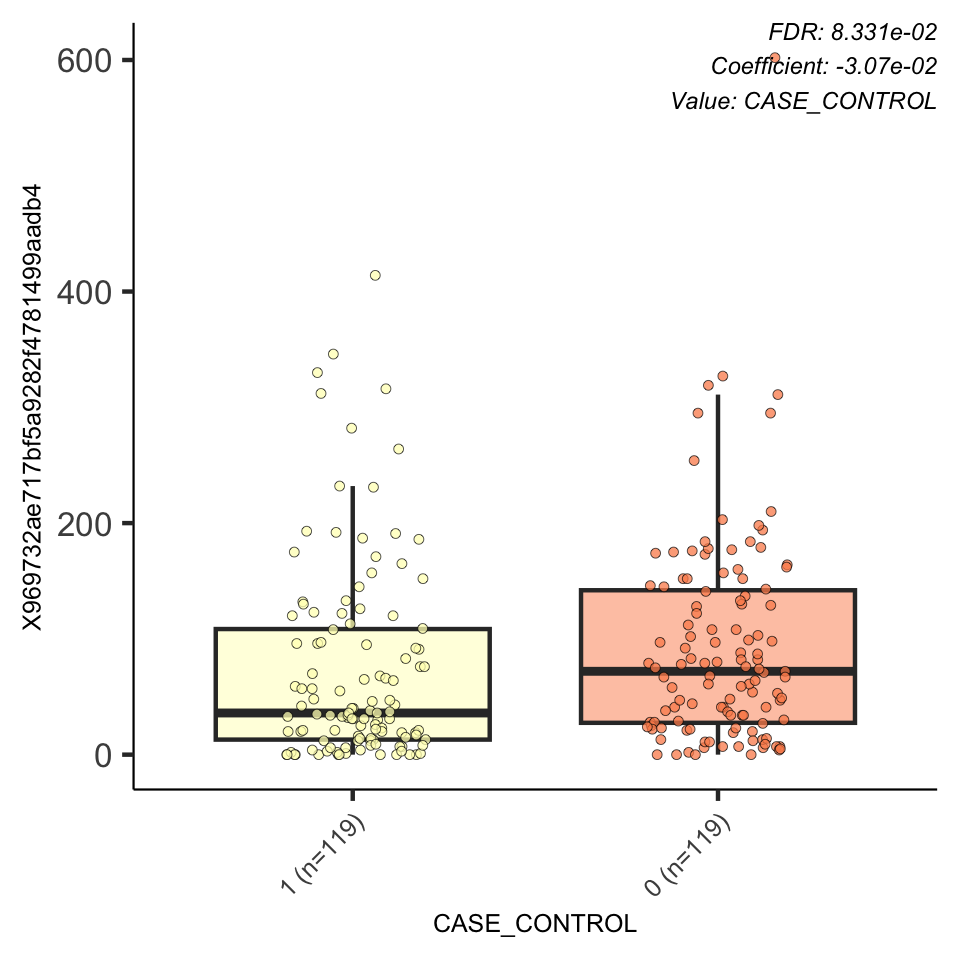 FDR: 8.331e-02
Coefficient: -3.07e-02
Value: CASE_CONTROL
X969732ae717bf5a9282f4781499aadb4
600
400
200
0
1 (n=119)
0 (n=119)
CASE_CONTROL